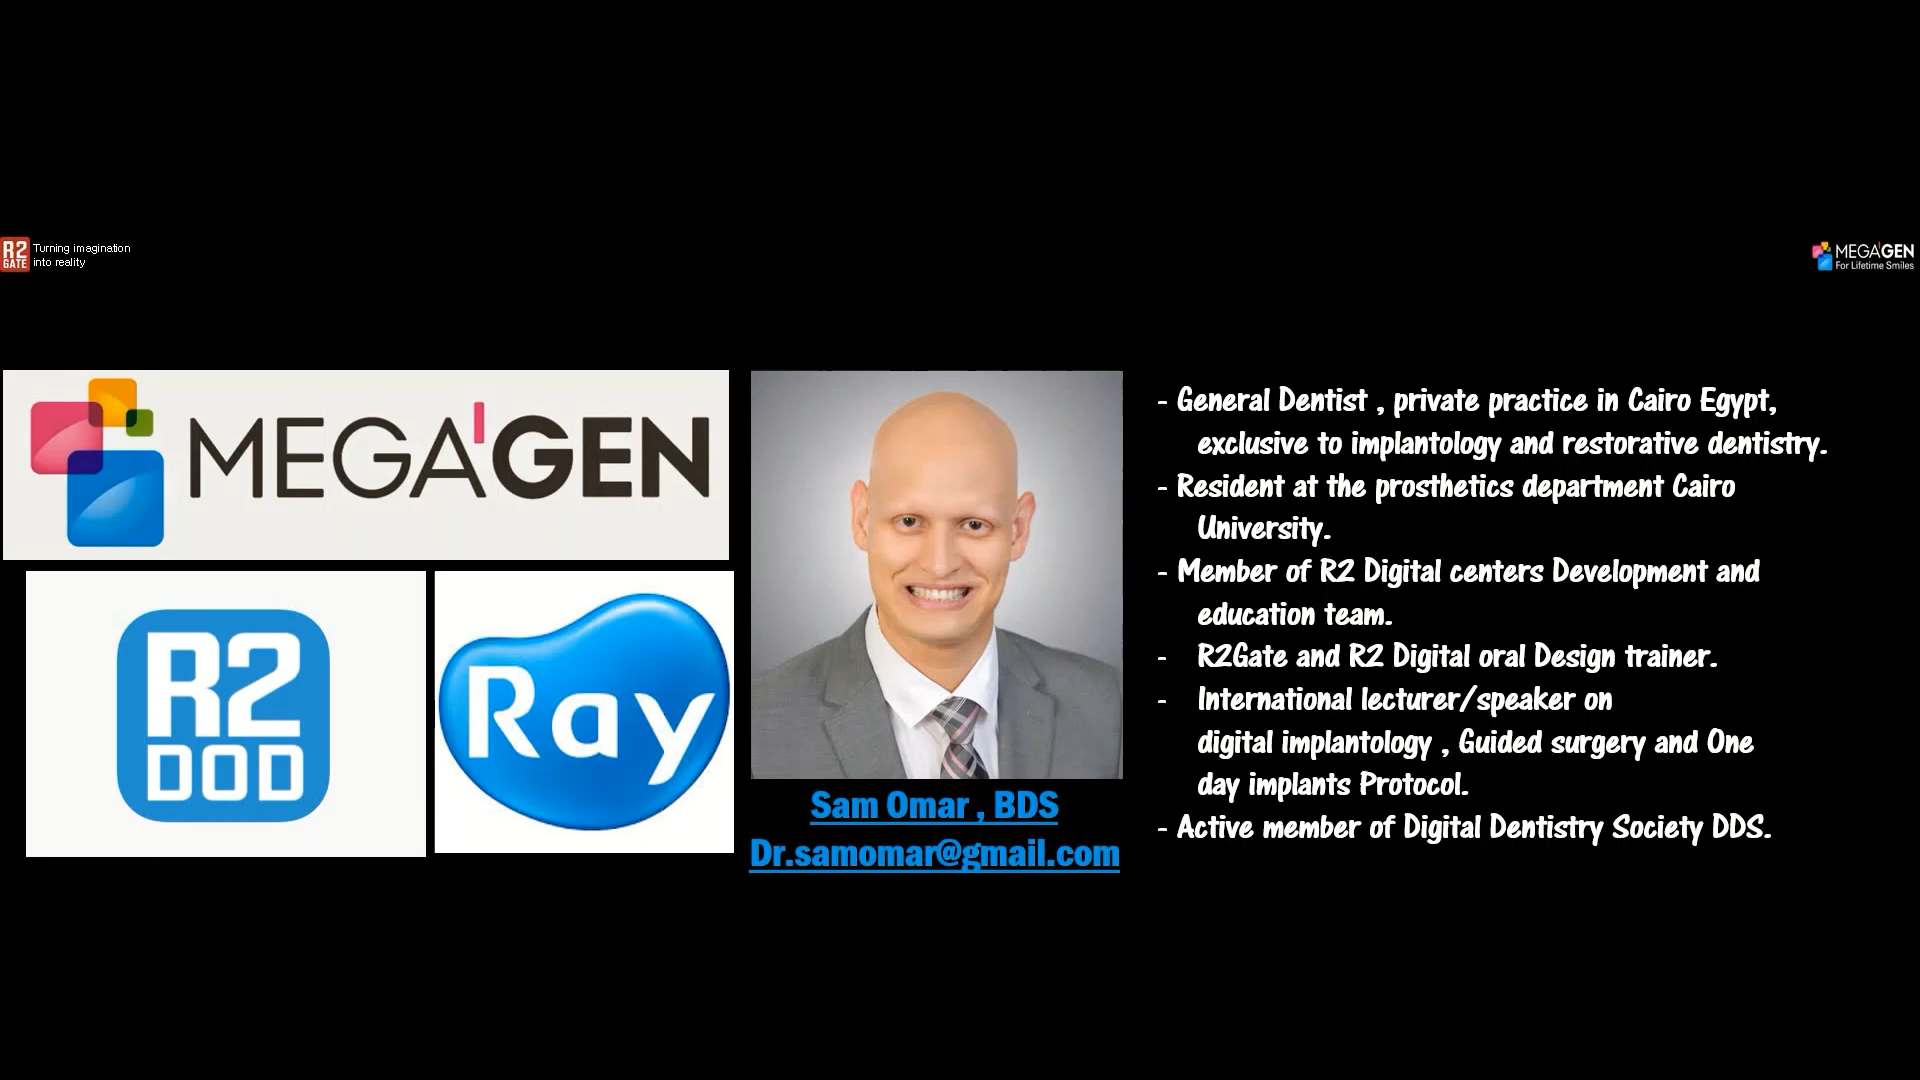 R2
GATE
Turning imagination
into reality
MEGA'GEN
For Lifetime Smiles
MEGA'GEN
R2
DOD
Ray
Sam Omar , BDS
Dr.samomar@gmail.com
- General Dentist , private practice in Cairo Egypt,
exclusive to implantology and restorative dentistry.
- Resident at the prosthetics department Cairo
University.
- Member of R2 Digital centers Development and
education team.
- R2Gate and R2 Digital oral Design trainer.
- International lecturer/speaker on
digital implantology , Guided surgery and One
day implants Protocol.
- Active member of Digital Dentistry Society DDS.